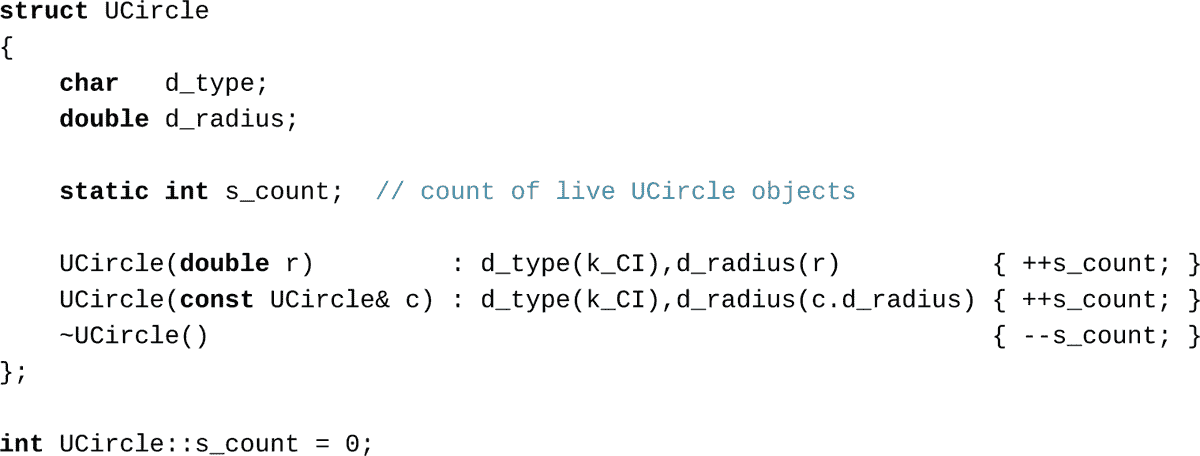 struct UCircle
{
    char   d_type;
    double d_radius;

    static int s_count;  // count of live UCircle objects

    UCircle(double r)         : d_type(k_CI),d_radius(r)          { ++s_count; }
    UCircle(const UCircle& c) : d_type(k_CI),d_radius(c.d_radius) { ++s_count; }
    ~UCircle()                                                    { --s_count; }
};

int UCircle::s_count = 0;